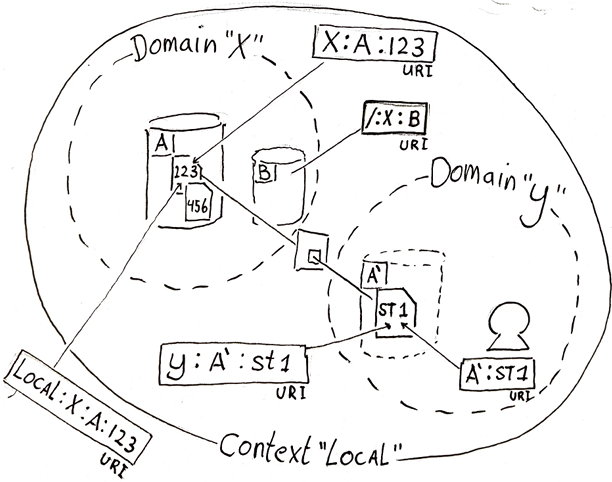 Domain "X"
X:A:123
URI
/:X:B
URI
A
123
456
B
Domain "y"
A`
ST1
y:A`:st1
URI
A`:ST1
URI
LOCAL:X:A:123
URI
Context "LOCAL"